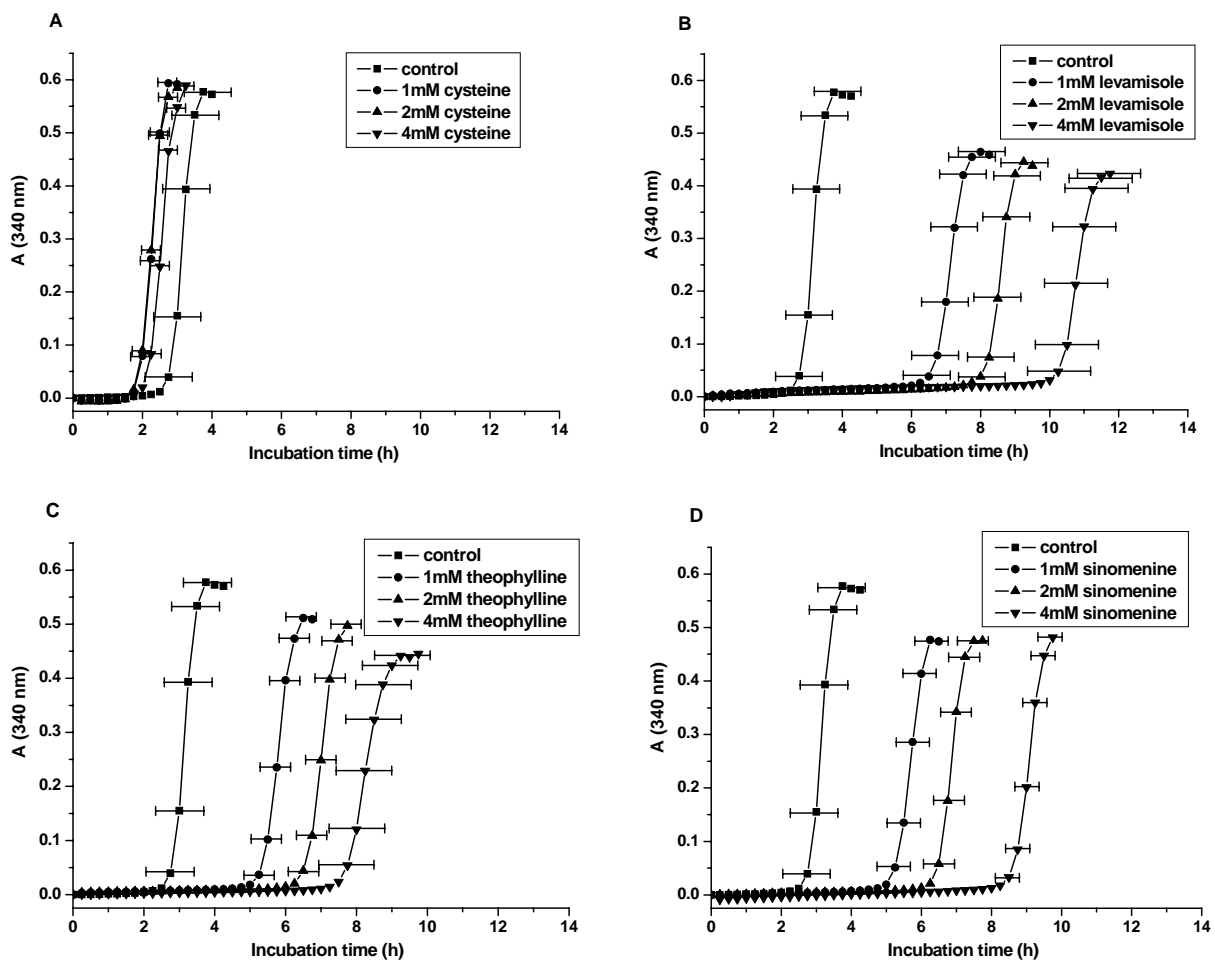 A
control
1mM cysteine
2mM cysteine
4mM cysteine
A (340 nm)
0.6
0.5
0.4
0.3
0.2
0.1
0.0
0 2 4 6 8 10 12 14
Incubation time (h)
B
control
1mM levamisole
2mM levamisole
4mM levamisole
A (340 nm)
0.6
0.5
0.4
0.3
0.2
0.1
0.0
0 2 4 6 8 10 12 14
Incubation time (h)
C
control
1mM theophylline
2mM theophylline
4mM theophylline
A (340 nm)
0.6
0.5
0.4
0.3
0.2
0.1
0.0
0 2 4 6 8 10 12 14
Incubation time (h)
D
control
1mM sinomenine
2mM sinomenine
4mM sinomenine
A (340 nm)
0.6
0.5
0.4
0.3
0.2
0.1
0.0
0 2 4 6 8 10 12 14
Incubation time (h)